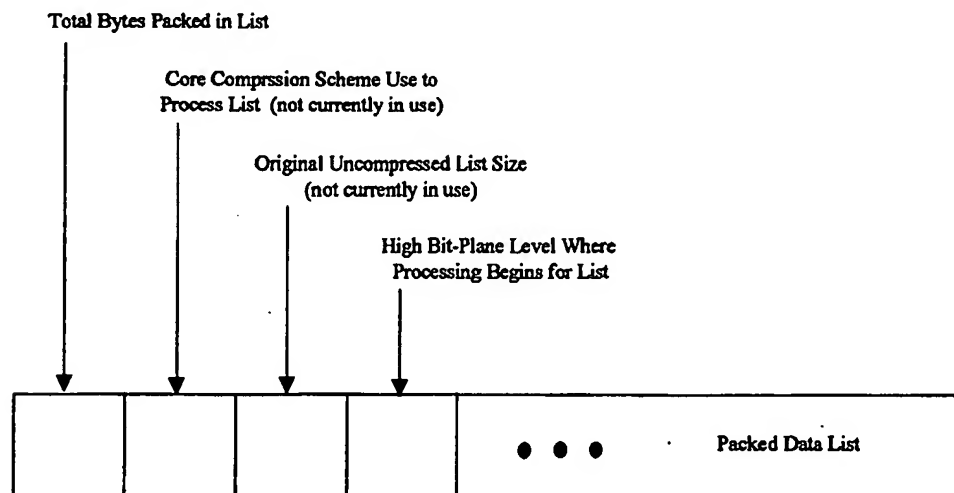 Total Bytes Packed in List
Core Comprssion Scheme Use to
Process List (not currently in use)
Original Uncompressed List Size
(not currently in use)
High Bit-Plane Level Where
Processing Begins for List
Packed Data List